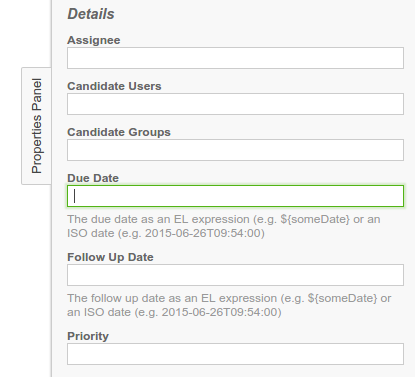 Details
Assignee
Properties Panel
Candidate Users
Candidate Groups
Due Date
The due date as an EL expression (e.g. ${someDate} or an
ISO date (e.g. 2015-06-26T09:54:00)
Follow Up Date
The follow up date as an EL expression (e.g. ${someDate} or
an ISO date (e.g. 2015-06-26T09:54:00)
Priority